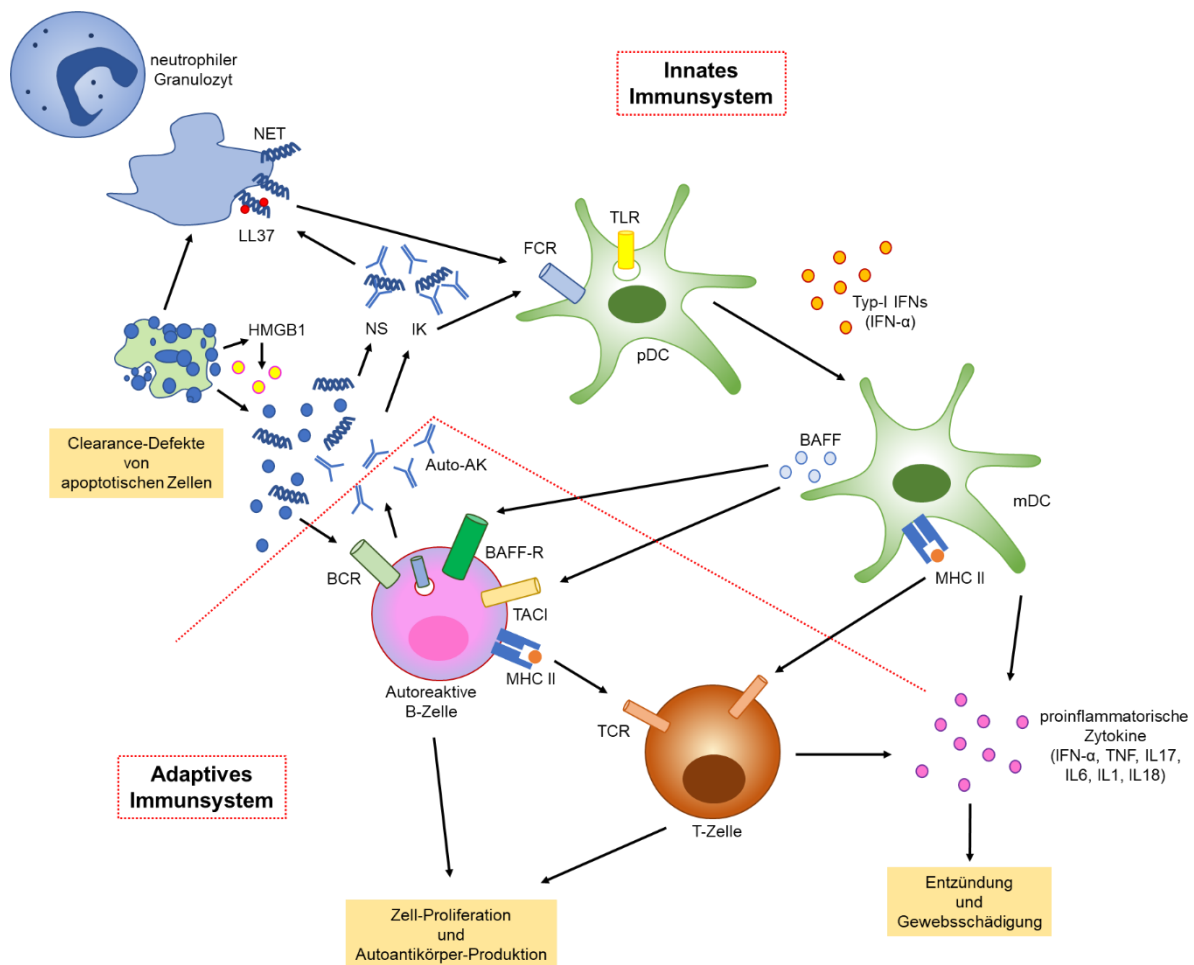 neutrophiler
Granulozyt
Innates
Immunsystem
NET
LL37
TLR
FCR
Typ-I IFNs
(IFN-α)
HMGB1
NS
IK
pDC
Clearance-Defekte
von
apoptotischen Zellen
Auto-AK
BAFF
mDC
BAFF-R
BCR
MHC II
TACI
MHC II
Autoreaktive
B-Zelle
TCR
proinflammatorische
Zytokine
(IFN-α, TNF, IL17,
IL6, IL1, IL18)
Adaptives
Immunsystem
T-Zelle
Entzündung
und
Gewebsschädigung
Zell-Proliferation
und
Autoantikörper-Produktion